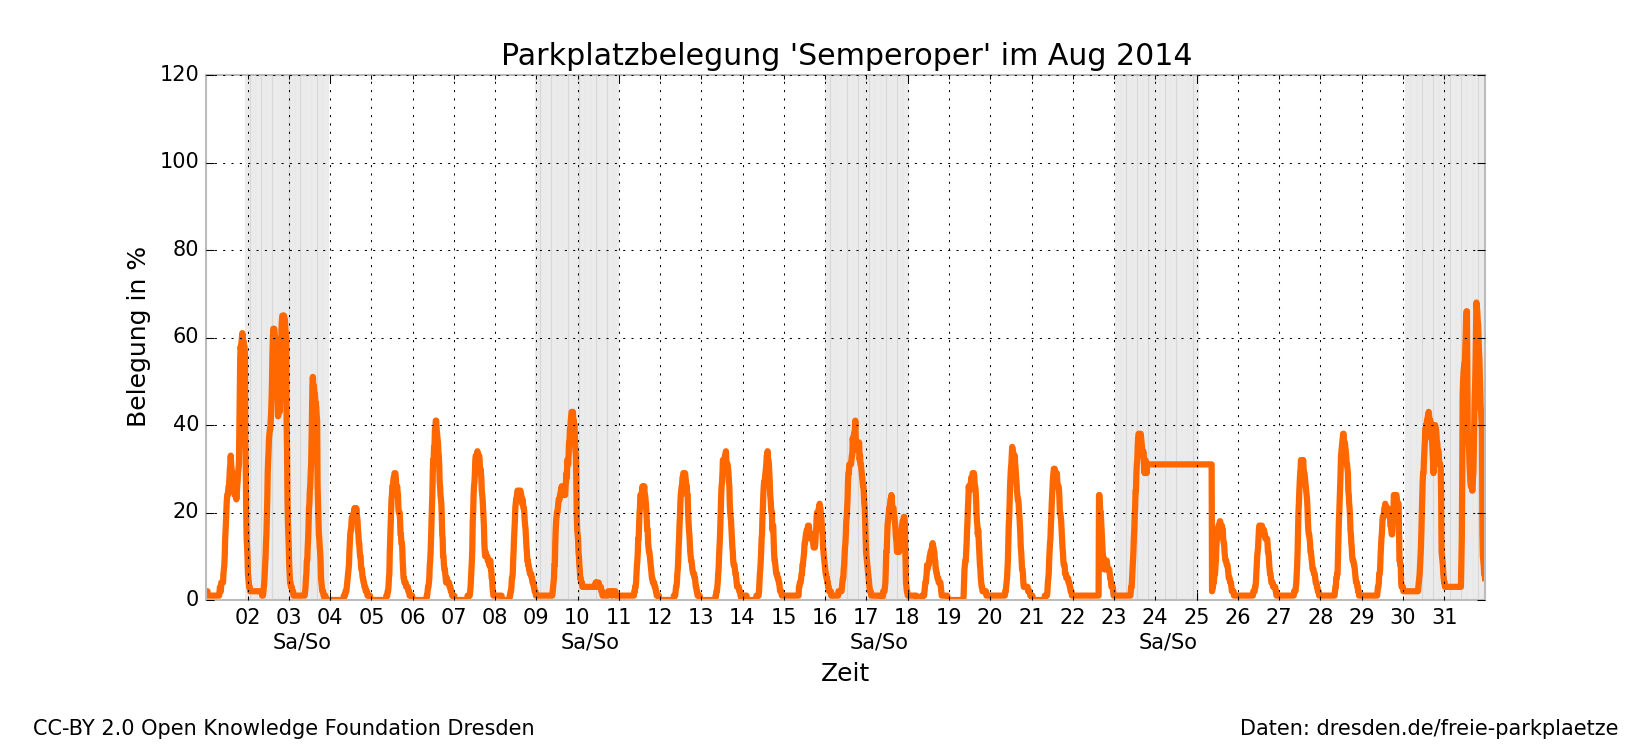 Parkplatzbelegung 'Semperoper' im Aug 2014
120
100
80
60
40
20
0
Belegung in %
02 03 04 05 06 07 08 09 10 11 12 13 14 15 16 17 18 19 20 21 22 23 24 25 26 27 28 29 30 31
Sa/So Sa/So Sa/So Sa/So
Zeit
CC-BY 2.0 Open Knowledge Foundation Dresden
Daten: dresden.de/freie-parkplaetze